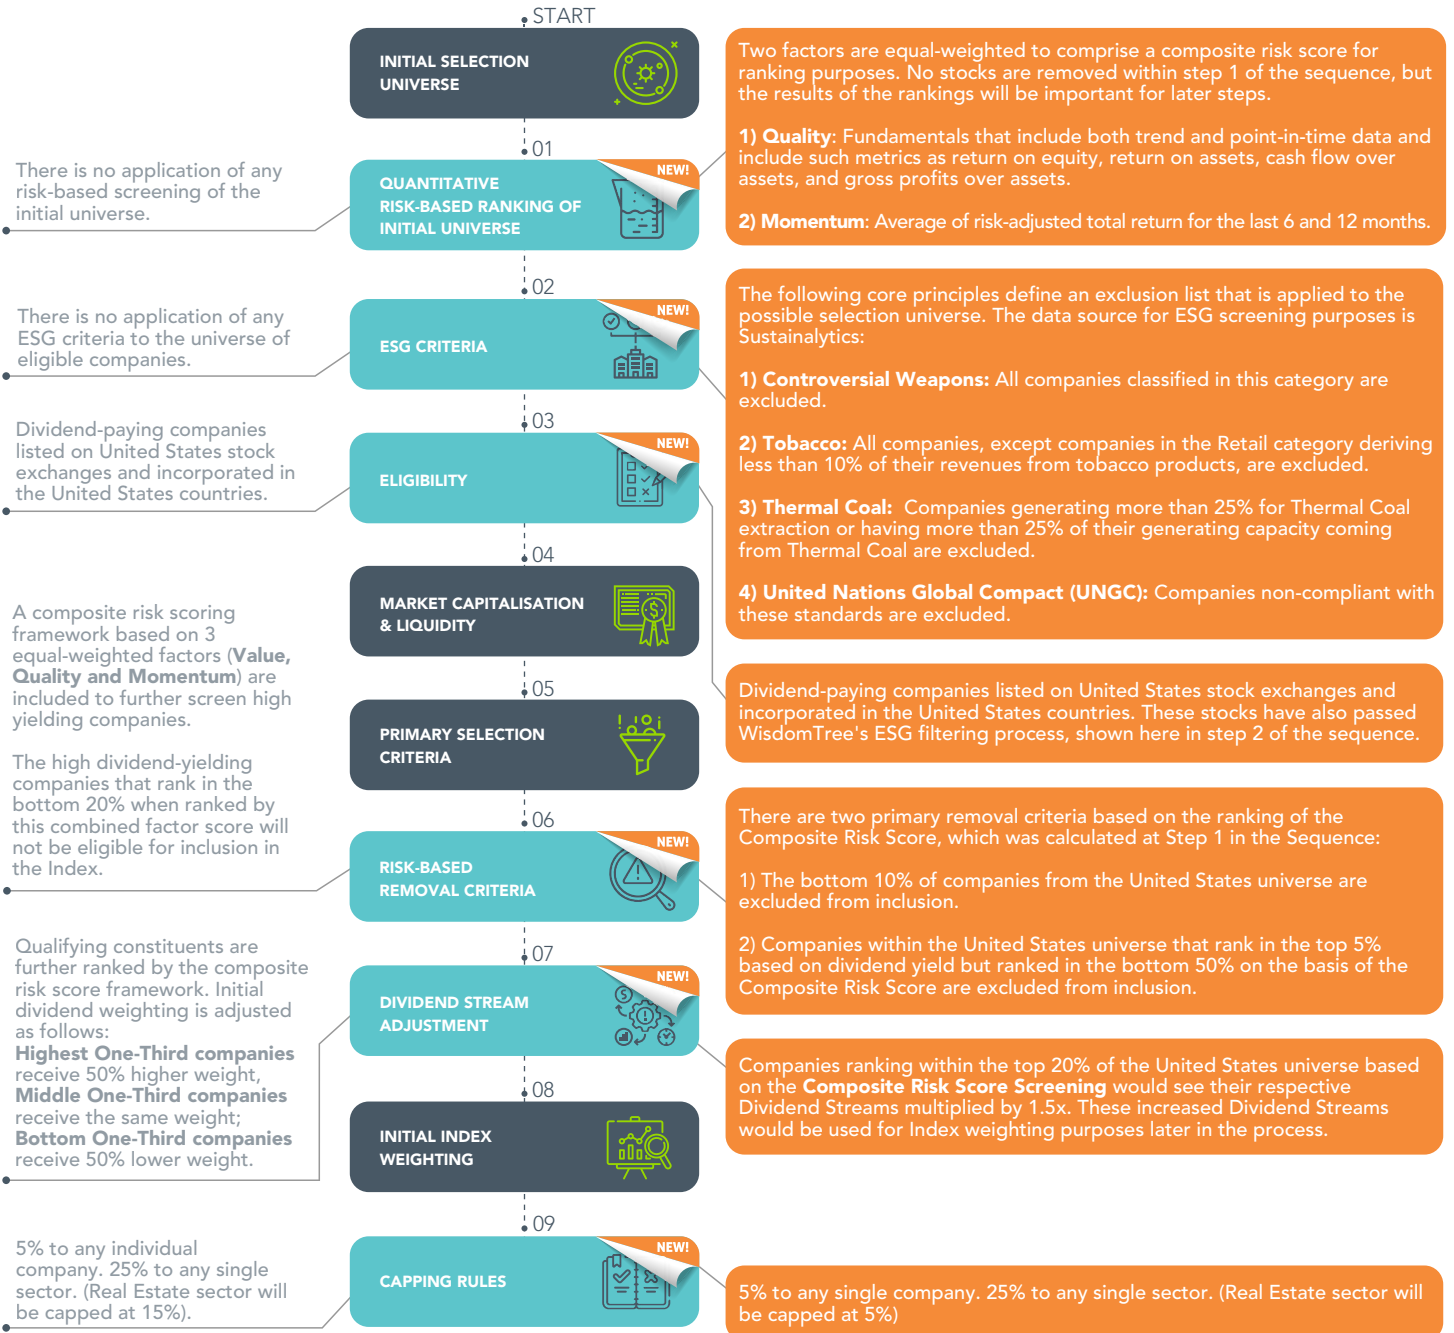 START
INITIAL SELECTION
UNIVERSE
Two factors are equal-weighted to comprise a composite risk score for
ranking purposes. No stocks are removed within step 1 of the sequence, but
the results of the rankings will be important for later steps.
1) Quality: Fundamentals that include both trend and point-in-time data and
include such metrics as return on equity, return on assets, cash flow over
assets, and gross profits over assets.
2) Momentum: Average of risk-adjusted total return for the last 6 and 12 months.
01
There is no application of any
risk-based screening of the
initial universe.
QUANTITATIVE
RISK-BASED RANKING OF
INITIAL UNIVERSE
NEW!
02
There is no application of any
ESG criteria to the universe of
eligible companies.
ESG CRITERIA
NEW!
The following core principles define an exclusion list that is applied to the
possible selection universe. The data source for ESG screening purposes is
Sustainalytics:
1) Controversial Weapons: All companies classified in this category are
excluded.
2) Tobacco: All companies, except companies in the Retail category deriving
less than 10% of their revenues from tobacco products, are excluded.
3) Thermal Coal: Companies generating more than 25% for Thermal Coal
extraction or having more than 25% of their generating capacity coming
from Thermal Coal are excluded.
4) United Nations Global Compact (UNGC): Companies non-compliant with
these standards are excluded.
03
Dividend-paying companies
listed on United States stock
exchanges and incorporated in
the United States countries.
ELIGIBILITY
NEW!
Dividend-paying companies listed on United States stock exchanges and
incorporated in the United States countries. These stocks have also passed
WisdomTree's ESG filtering process, shown here in step 2 of the sequence.
04
MARKET CAPITALISATION
& LIQUIDITY
05
PRIMARY SELECTION
CRITERIA
06
A composite risk scoring
framework based on 3
equal-weighted factors (Value,
Quality and Momentum) are
included to further screen high
yielding companies.
The high dividend-yielding
companies that rank in the
bottom 20% when ranked by
this combined factor score will
not be eligible for inclusion in
the Index.
RISK-BASED
REMOVAL CRITERIA
NEW!
There are two primary removal criteria based on the ranking of the
Composite Risk Score, which was calculated at Step 1 in the Sequence:
1) The bottom 10% of companies from the United States universe are
excluded from inclusion.
2) Companies within the United States universe that rank in the top 5%
based on dividend yield but ranked in the bottom 50% on the basis of the
Composite Risk Score are excluded from inclusion.
07
Qualifying constituents are
further ranked by the composite
risk score framework. Initial
dividend weighting is adjusted
as follows:
Highest One-Third companies
receive 50% higher weight,
Middle One-Third companies
receive the same weight;
Bottom One-Third companies
receive 50% lower weight.
DIVIDEND STREAM
ADJUSTMENT
NEW!
Companies ranking within the top 20% of the United States universe based
on the Composite Risk Score Screening would see their respective
Dividend Streams multiplied by 1.5x. These increased Dividend Streams
would be used for Index weighting purposes later in the process.
08
INITIAL INDEX
WEIGHTING
09
5% to any individual
company. 25% to any single
sector. (Real Estate sector will
be capped at 15%).
CAPPING RULES
NEW!
5% to any single company. 25% to any single sector. (Real Estate sector will
be capped at 5%)